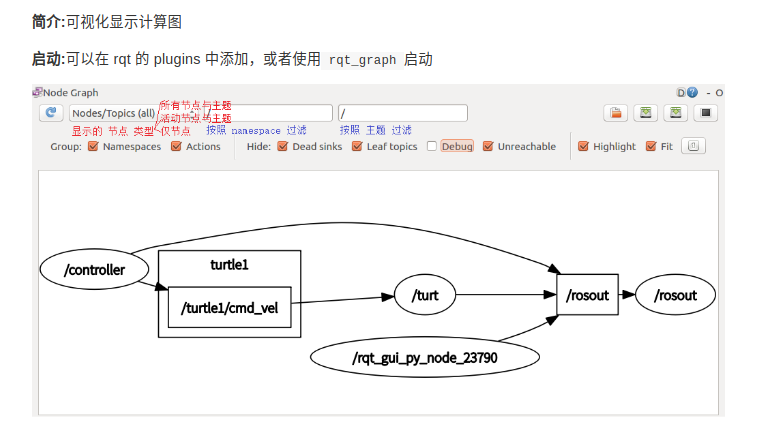 简介:可视化显示计算图
启动:可以在 rqt 的 plugins 中添加，或者使用 rqt_graph 启动
Node Graph
D ? - O
Nodes/Topics (all)
/
所有节点与主题
活动节点与主题
显示的 节点 类型 仅节点
按照 namespace 过滤
按照 主题 过滤
Group: Namespaces Actions Hide: Dead sinks Leaf topics Debug Unreachable Highlight Fit
/controller
turtle1
/turtle1/cmd_vel
/turt
/rosout
/rosout
/rqt_gui_py_node_23790